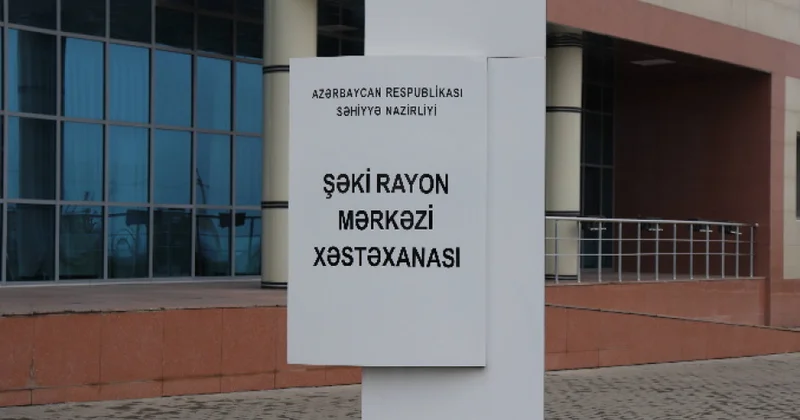 AZƏRBAYCAN RESPUBLİKASI
SƏHİYYƏ NAZİRLİYİ
ŞƏKİ RAYON
MƏRKƏZİ
XƏSTƏXANASI